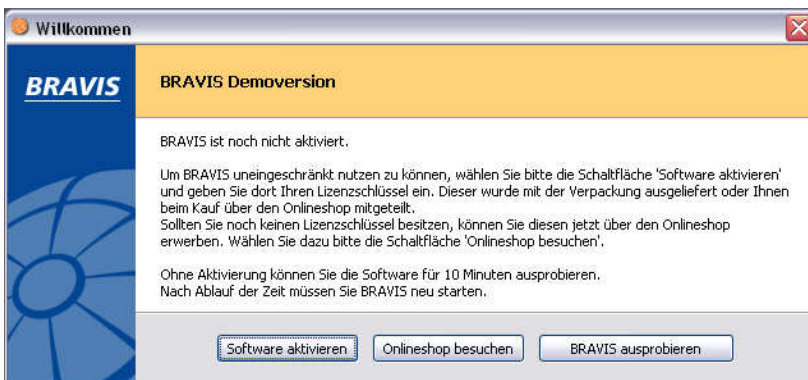 Willkommen
BRAVIS
BRAVIS Demoversion
BRAVIS ist noch nicht aktiviert.
Um BRAVIS uneingeschränkt nutzen zu können, wählen Sie bitte die Schaltfläche 'Software aktivieren'
und geben Sie dort Ihren Lizenzschlüssel ein. Dieser wurde mit der Verpackung ausgeliefert oder Ihnen
beim Kauf über den Onlineshop mitgeteilt.
Sollten Sie noch keinen Lizenzschlüssel besitzen, können Sie diesen jetzt über den Onlineshop
erwerben. Wählen Sie dazu bitte die Schaltfläche 'Onlineshop besuchen'.
Ohne Aktivierung können Sie die Software für 10 Minuten ausprobieren.
Nach Ablauf der Zeit müssen Sie BRAVIS neu starten.
Software aktivieren Onlineshop besuchen BRAVIS ausprobieren